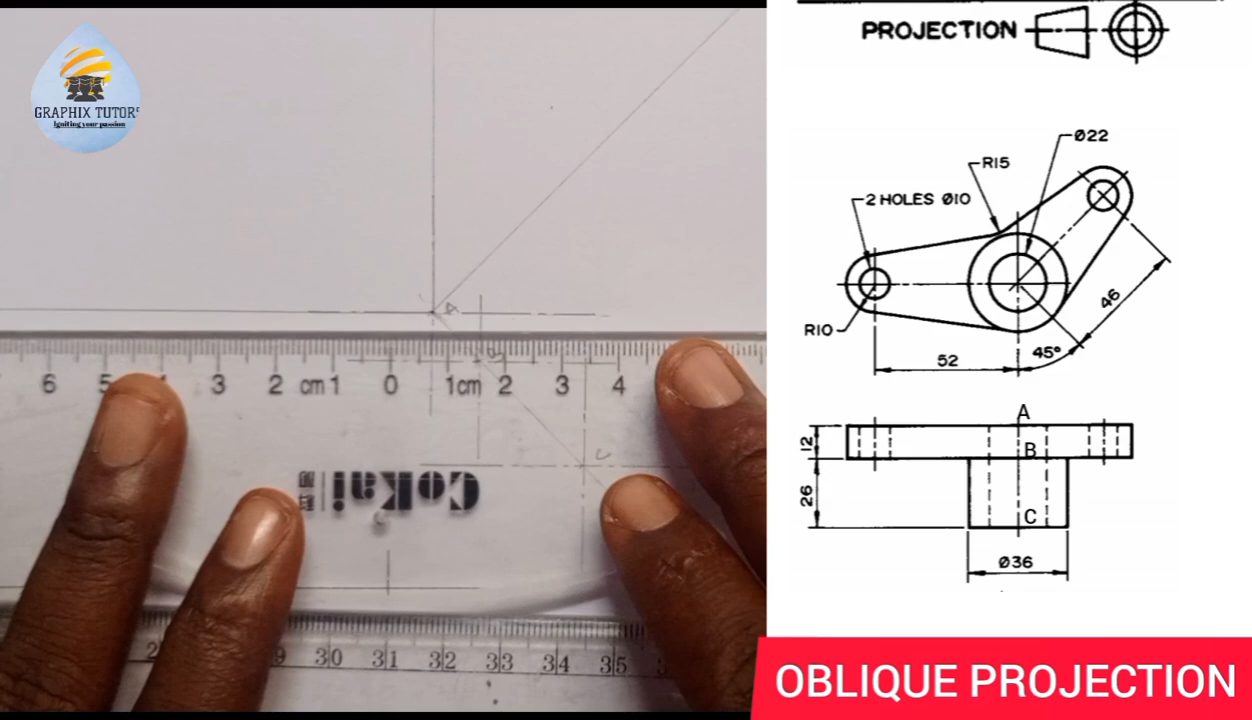 GRAPHIX TUTORS
Igniting your passion
PROJECTION
Ø22
R15
2 HOLES Ø10
46
R10
52
45°
A
12
B
26
C
Ø36
6 5 4 3 2 cm 1 0 1cm 2 3 4
A
B
C
CoKai
30 31 32 33 34 35
OBLIQUE PROJECTION